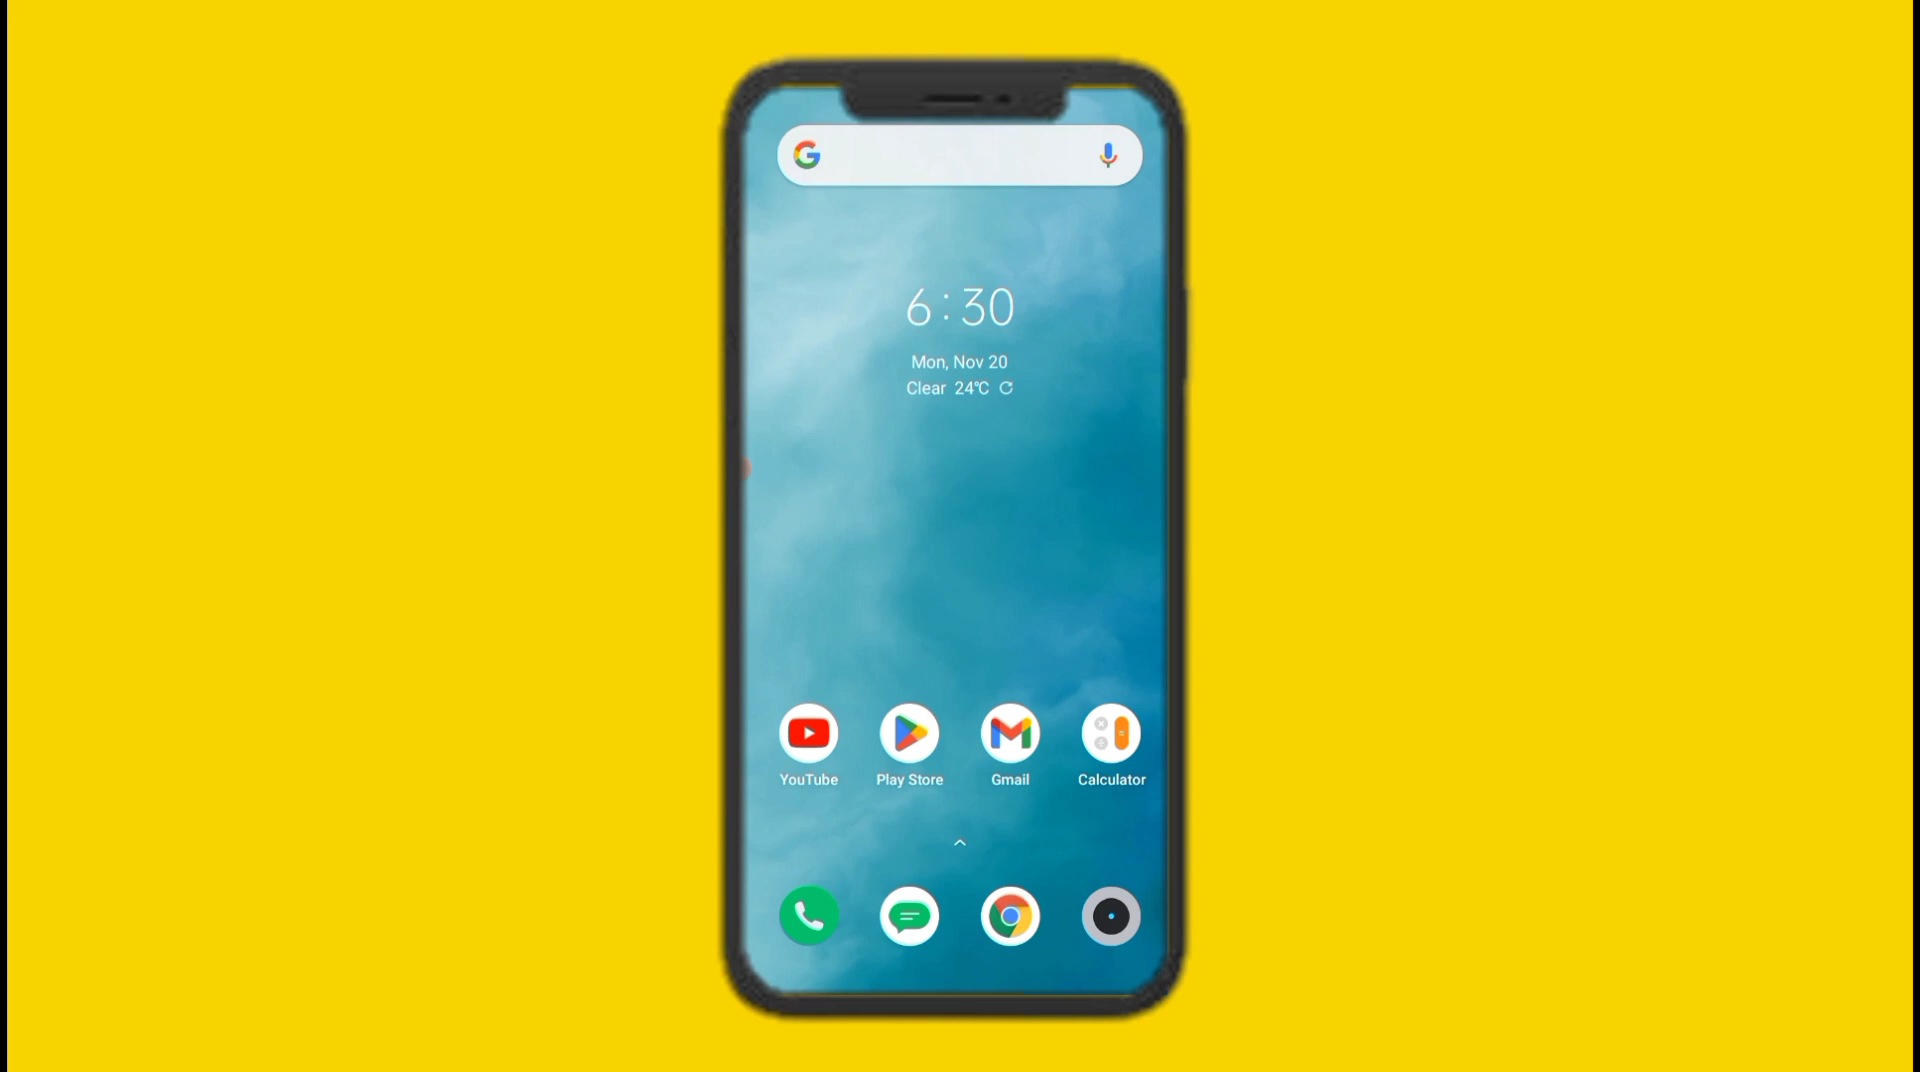 6:30
Mon, Nov 20
Clear 24°C
YouTube
Play Store
Gmail
Calculator